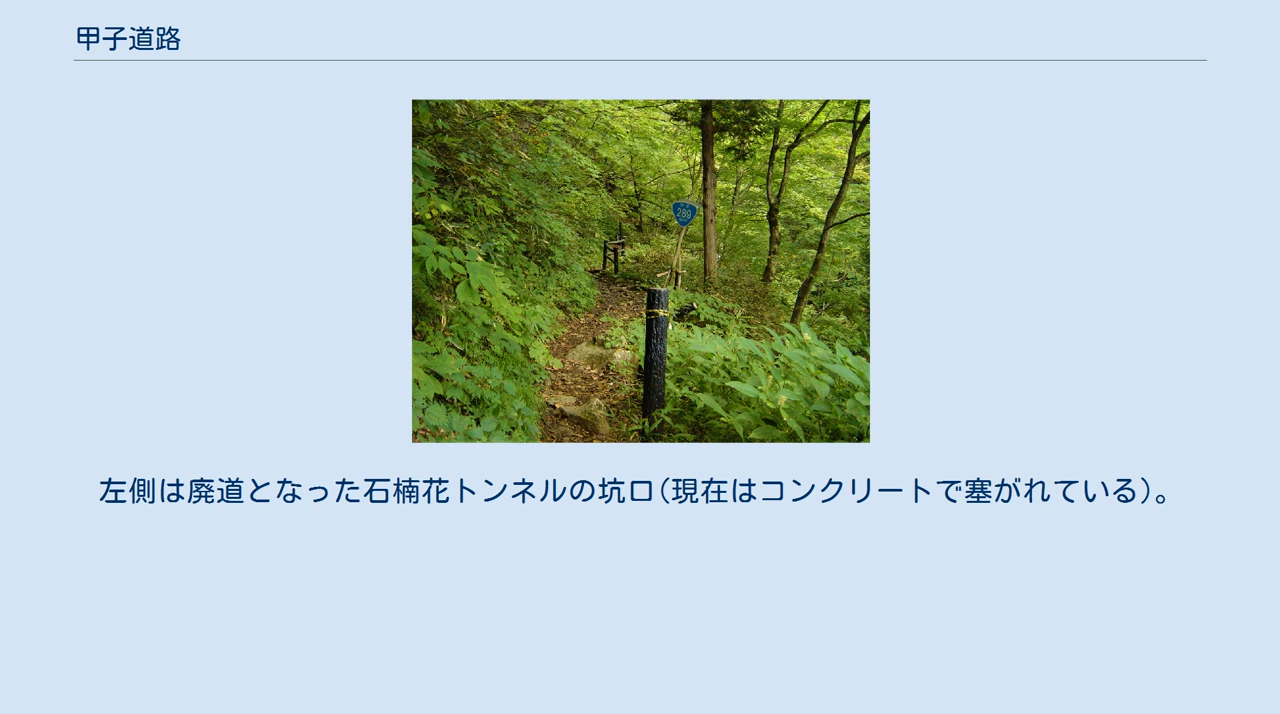 甲子道路
289
左側は廃道となった石楠花トンネルの坑口(現在はコンクリートで塞がれている)。